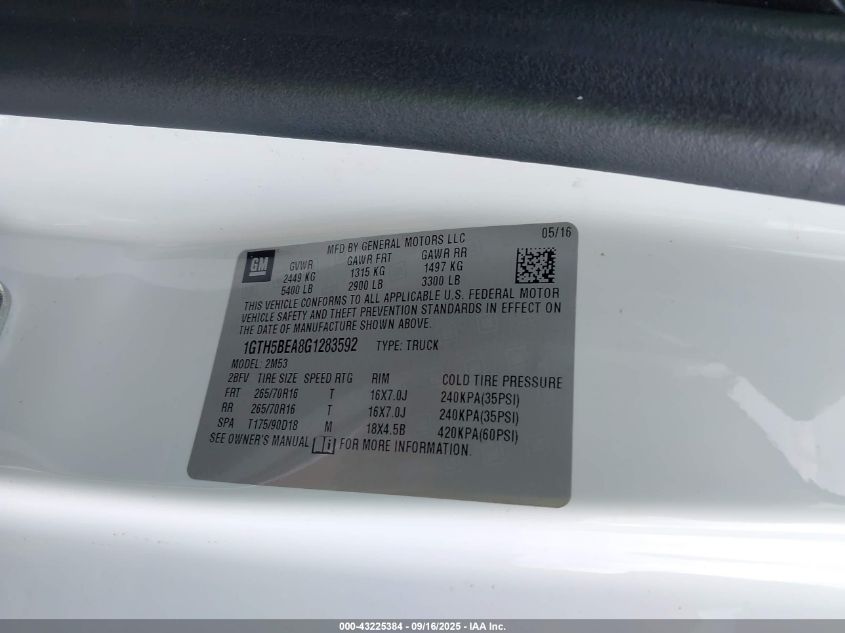 MFD BY GENERAL MOTORS LLC 05/16
GM GVWR GAWR FRT GAWR RR
2449 KG 1315 KG 1497 KG
5400 LB 2900 LB 3300 LB
THIS VEHICLE CONFORMS TO ALL APPLICABLE U.S. FEDERAL MOTOR
VEHICLE SAFETY AND THEFT PREVENTION STANDARDS IN EFFECT ON
THE DATE OF MANUFACTURE SHOWN ABOVE.
1GTH5BEA8G1283592 TYPE: TRUCK
MODEL: 2M53
2BFV TIRE SIZE SPEED RTG RIM COLD TIRE PRESSURE
FRT 265/70R16 T 16X7.0J 240KPA(35PSI)
RR 265/70R16 T 16X7.0J 240KPA(35PSI)
SPA T175/90D18 M 18X4.5B 420KPA(60PSI)
SEE OWNER'S MANUAL i FOR MORE INFORMATION.
000-43225384 - 09/16/2025 - IAA Inc.